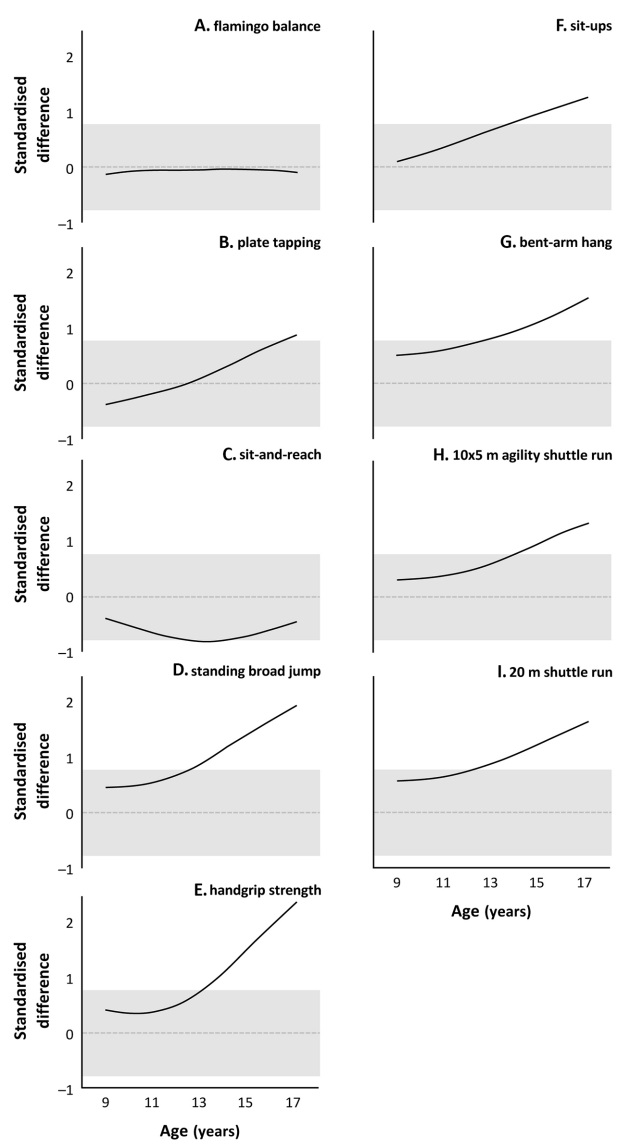 A. flamingo balance
2
1
0
–1
Standardised
difference
B. plate tapping
2
1
0
–1
Standardised
difference
C. sit-and-reach
2
1
0
–1
Standardised
difference
D. standing broad jump
2
1
0
–1
Standardised
difference
E. handgrip strength
2
1
0
–1
Standardised
difference
9 11 13 15 17
Age (years)
F. sit-ups
G. bent-arm hang
H. 10x5 m agility shuttle run
I. 20 m shuttle run
9 11 13 15 17
Age (years)